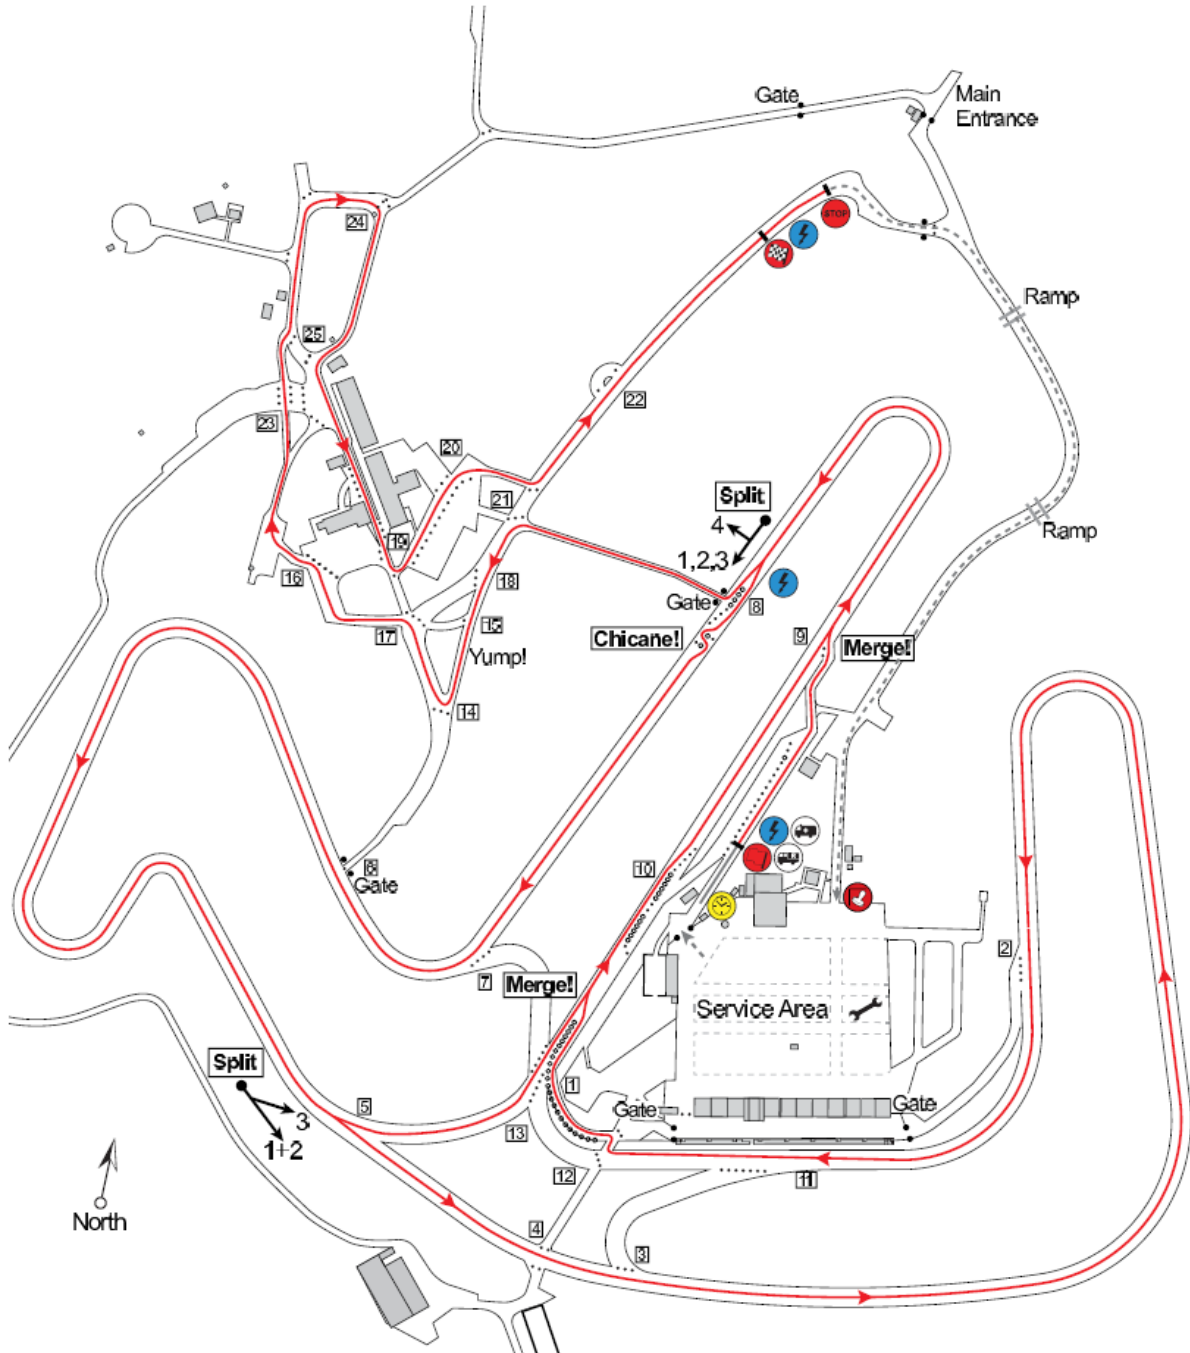 Gate
Main
Entrance
24
STOP
Ramp
25
22
23
20
21
Split
4
1,2,3
Ramp
19
16
18
Gate
8
15
17
Chicane!
9
Merge!
Yump!
14
10
6
Gate
2
7
Merge!
Service Area
Split
3
1+2
5
1
Gate
Gate
13
12
11
North
4
3